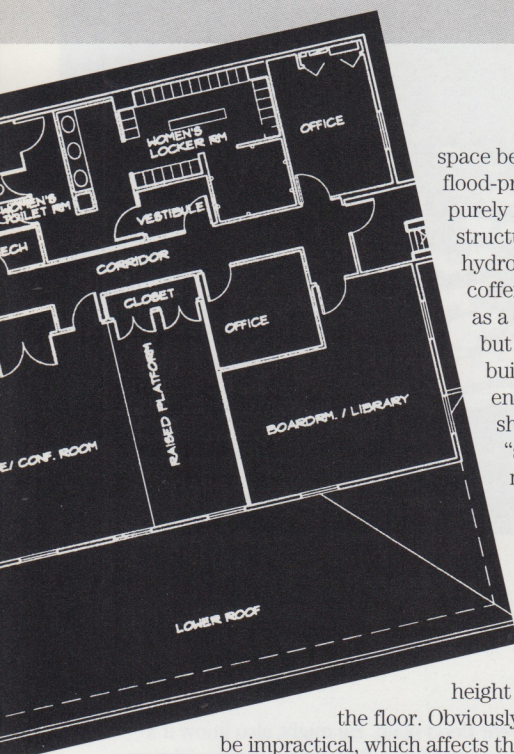 WOMEN'S
LOCKER RM
OFFICE
WOMEN'S
TOILET RM
VESTIBULE
ECH
CORRIDOR
CLOSET
OFFICE
RAISED PLATFORM
BOARDRM. / LIBRARY
E/ CONF. ROOM
LOWER ROOF
space be
flood-pr
purely
struct
hydro
coffe
as a
but
bui
en
sh
height
the floor. Obviously
be impractical, which affects th